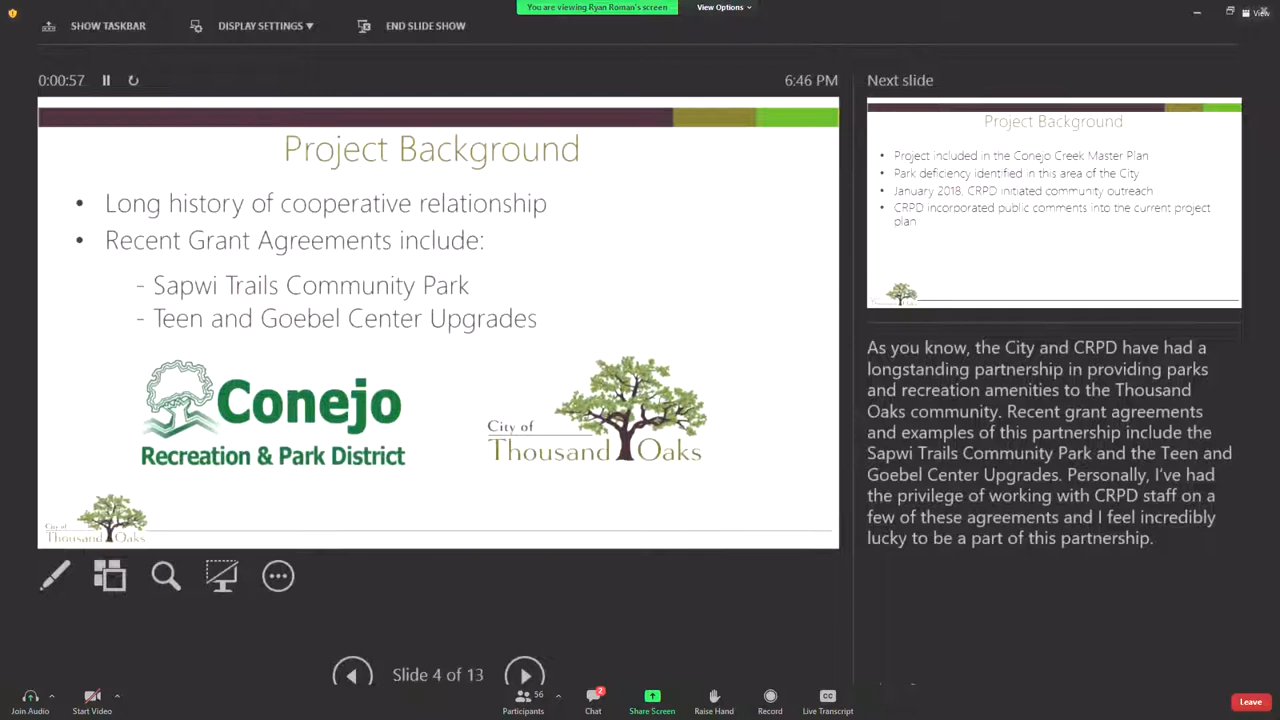 You are viewing Ryan Roman's screen
View Options
SHOW TASKBAR
DISPLAY SETTINGS
END SLIDE SHOW
View
0:00:57
6:46 PM
Next slide
Project Background
• Long history of cooperative relationship
• Recent Grant Agreements include:
- Sapwi Trails Community Park
- Teen and Goebel Center Upgrades
Conejo
Recreation & Park District
City of
Thousand Oaks
City of
Thousand Oaks
Project Background
• Project included in the Conejo Creek Master Plan
• Park deficiency identified in this area of the City
• January 2018, CRPD initiated community outreach
• CRPD incorporated public comments into the current project
plan
As you know, the City and CRPD have had a
longstanding partnership in providing parks
and recreation amenities to the Thousand
Oaks community. Recent grant agreements
and examples of this partnership include the
Sapwi Trails Community Park and the Teen and
Goebel Center Upgrades. Personally, I've had
the privilege of working with CRPD staff on a
few of these agreements and I feel incredibly
lucky to be a part of this partnership.
Slide 4 of 13
Join Audio
Start Video
56
Participants
2
Chat
Share Screen
Raise Hand
Record
CC
Live Transcript
Leave